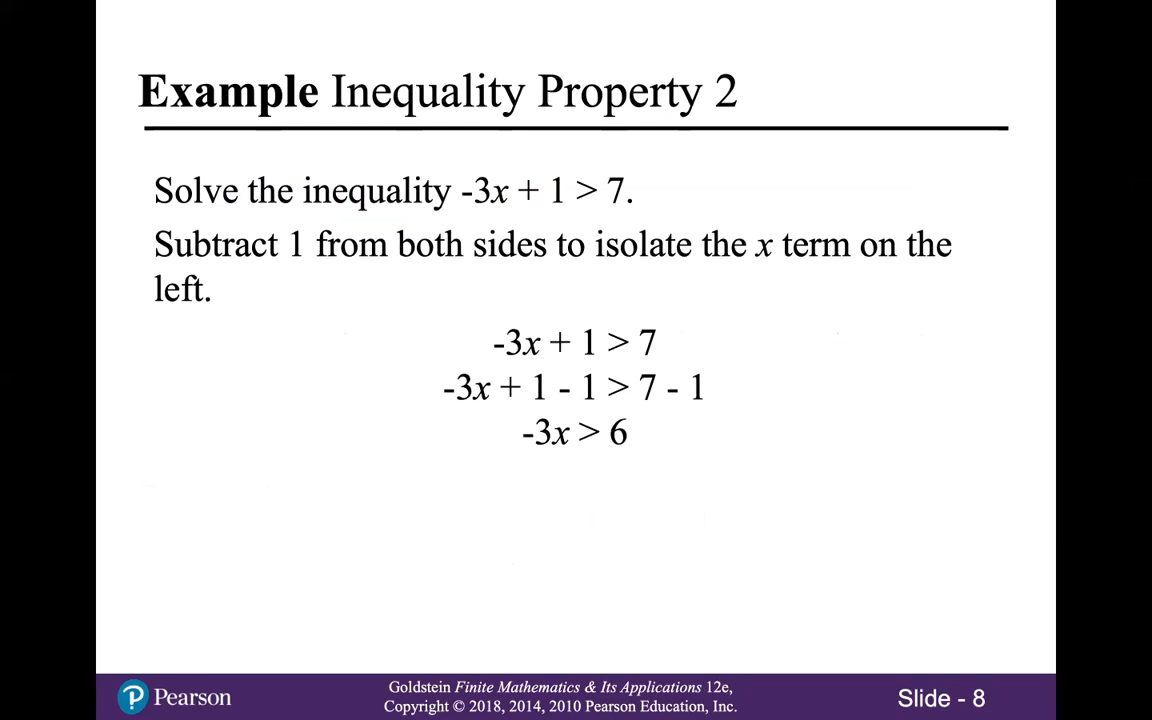 Example Inequality Property 2
Solve the inequality -3x + 1 > 7.
Subtract 1 from both sides to isolate the x term on the
left.
-3x + 1 > 7
-3x + 1 - 1 > 7 - 1
-3x > 6
Pearson
Goldstein Finite Mathematics & Its Applications 12e,
Copyright © 2018, 2014, 2010 Pearson Education, Inc.
Slide - 8